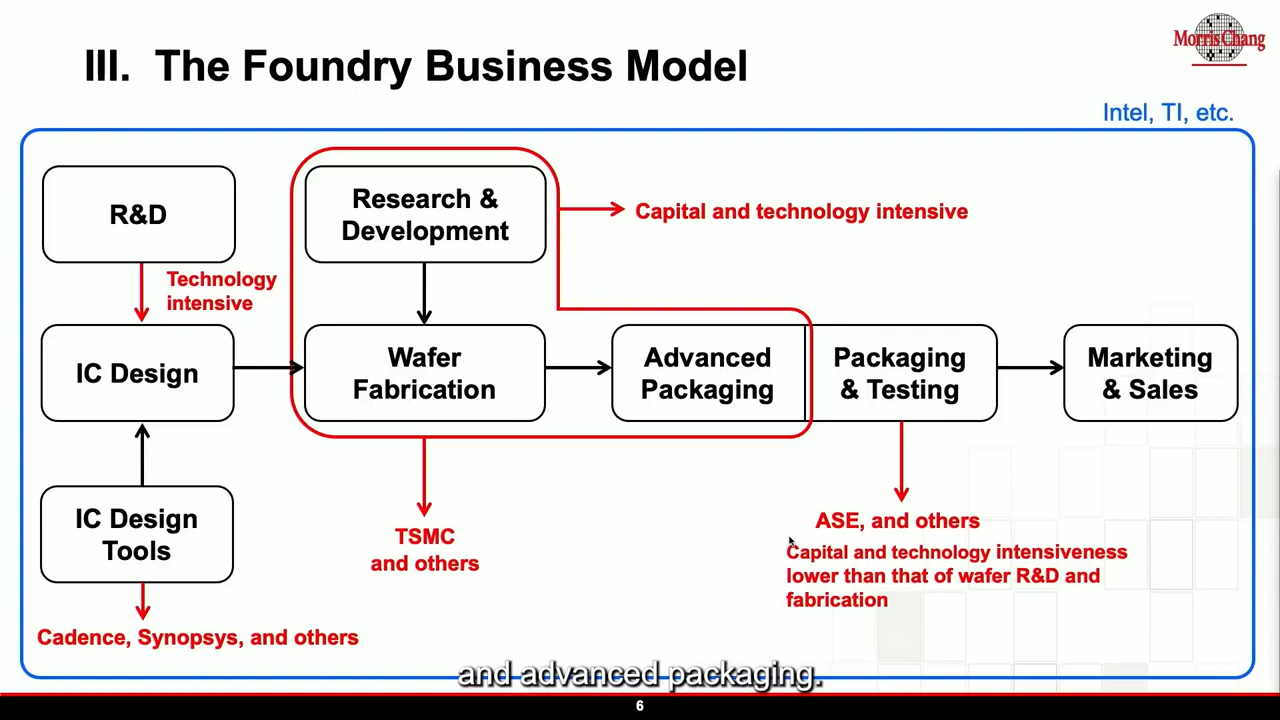 III. The Foundry Business Model
Morris Chang
Intel, TI, etc.
R&D
Research &
Development
Capital and technology intensive
Technology
intensive
IC Design
Wafer
Fabrication
Advanced
Packaging
Packaging
& Testing
Marketing
& Sales
IC Design
Tools
TSMC
and others
ASE, and others
Capital and technology intensiveness
lower than that of wafer R&D and
fabrication
Cadence, Synopsys, and others
and advanced packaging.
6